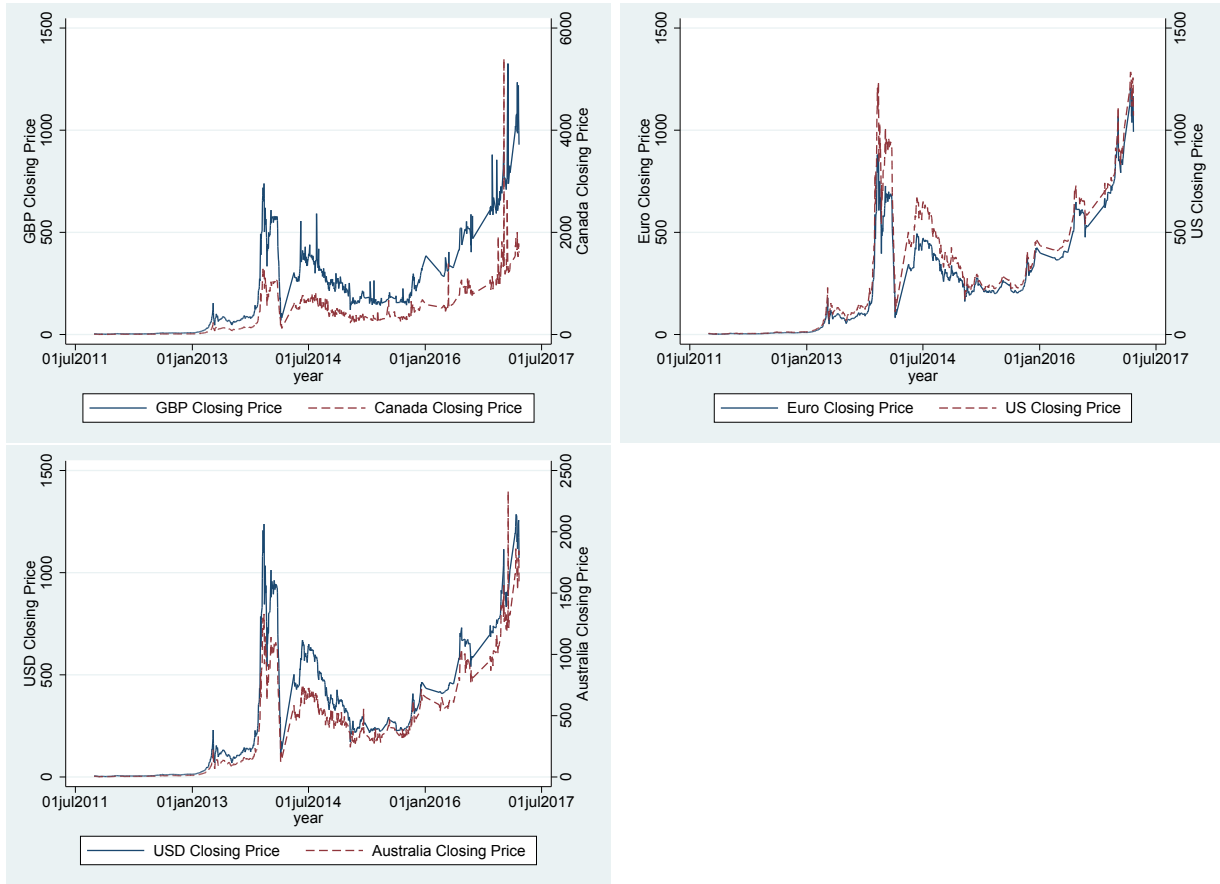 GBP Closing Price
0 500 1000 1500
Canada Closing Price
0 2000 4000 6000
01jul2011 01jan2013 01jul2014 01jan2016 01jul2017
year
GBP Closing Price Canada Closing Price
Euro Closing Price
0 500 1000 1500
US Closing Price
0 500 1000 1500
01jul2011 01jan2013 01jul2014 01jan2016 01jul2017
year
Euro Closing Price US Closing Price
USD Closing Price
0 500 1000 1500
Australia Closing Price
0 500 1000 1500 2000 2500
01jul2011 01jan2013 01jul2014 01jan2016 01jul2017
year
USD Closing Price Australia Closing Price